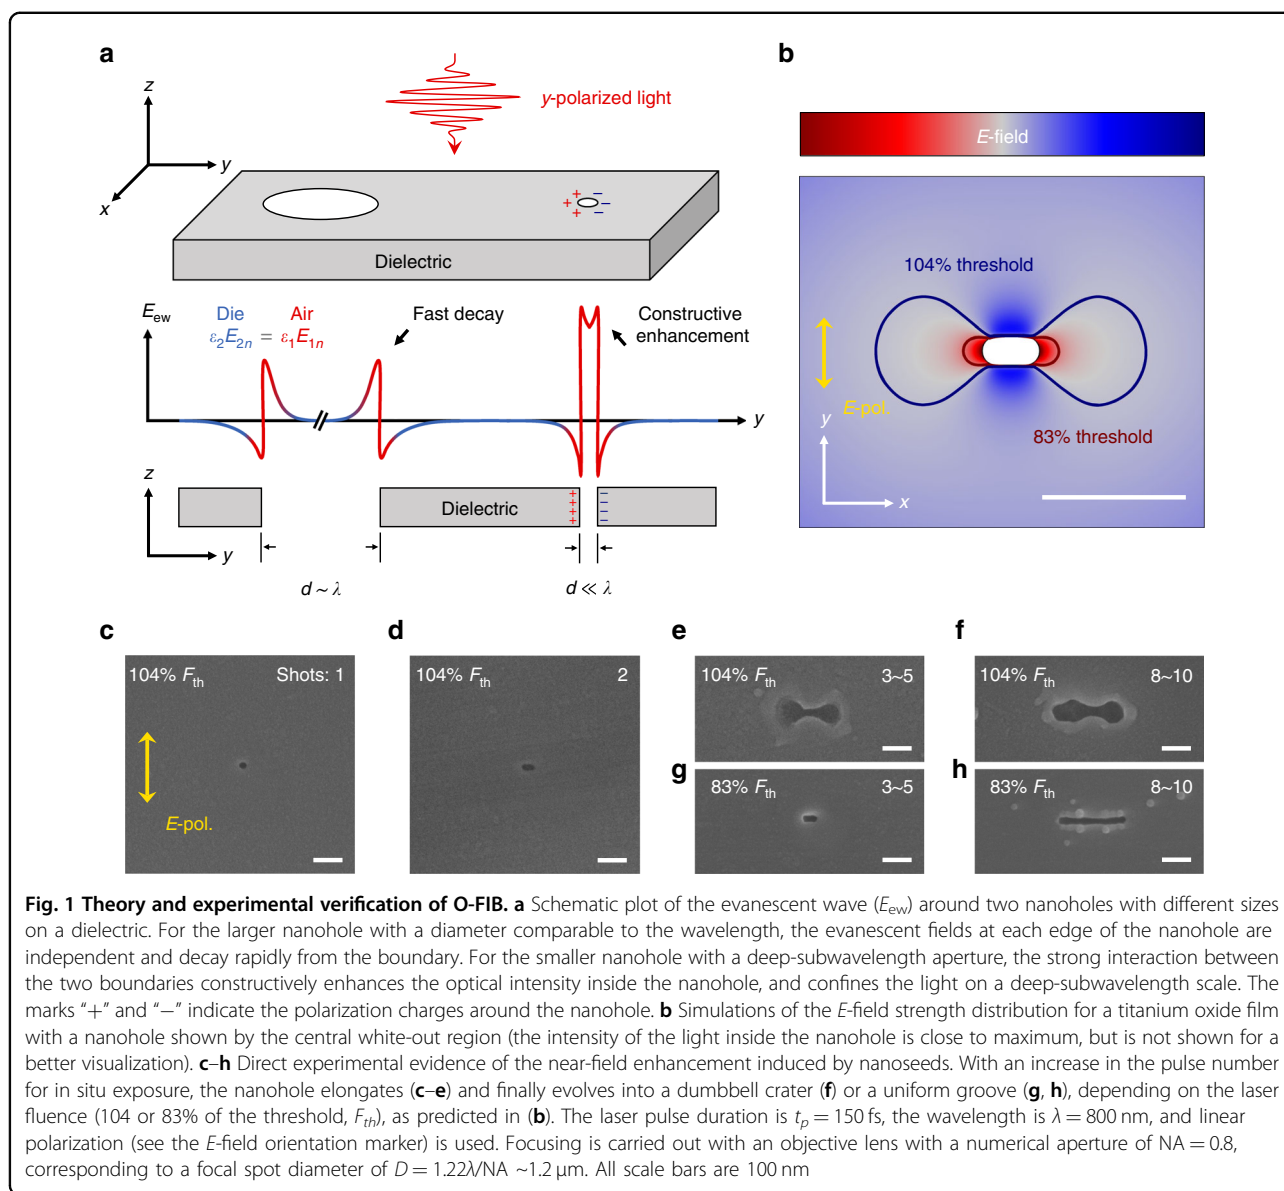 a
z
y-polarized light
y
x
Dielectric
E_ew
Die
Air
Fast decay
Constructive
enhancement
ε₂E₂ₙ = ε₁E₁ₙ
y
z
Dielectric
y
d ~ λ
d ≪ λ
b
E-field
104% threshold
E-pol.
83% threshold
y
x
c
104% F_th
Shots: 1
E-pol.
d
104% F_th
2
e
104% F_th
3~5
f
104% F_th
8~10
g
83% F_th
3~5
h
83% F_th
8~10
Fig. 1 Theory and experimental verification of O-FIB. a Schematic plot of the evanescent wave (E_ew) around two nanoholes with different sizes
on a dielectric. For the larger nanohole with a diameter comparable to the wavelength, the evanescent fields at each edge of the nanohole are
independent and decay rapidly from the boundary. For the smaller nanohole with a deep-subwavelength aperture, the strong interaction between
the two boundaries constructively enhances the optical intensity inside the nanohole, and confines the light on a deep-subwavelength scale. The
marks “+” and “−” indicate the polarization charges around the nanohole. b Simulations of the E-field strength distribution for a titanium oxide film
with a nanohole shown by the central white-out region (the intensity of the light inside the nanohole is close to maximum, but is not shown for a
better visualization). c–h Direct experimental evidence of the near-field enhancement induced by nanoseeds. With an increase in the pulse number
for in situ exposure, the nanohole elongates (c–e) and finally evolves into a dumbbell crater (f) or a uniform groove (g, h), depending on the laser
fluence (104 or 83% of the threshold, F_th), as predicted in (b). The laser pulse duration is t_p = 150 fs, the wavelength is λ = 800 nm, and linear
polarization (see the E-field orientation marker) is used. Focusing is carried out with an objective lens with a numerical aperture of NA = 0.8,
corresponding to a focal spot diameter of D = 1.22λ/NA ~1.2 µm. All scale bars are 100 nm